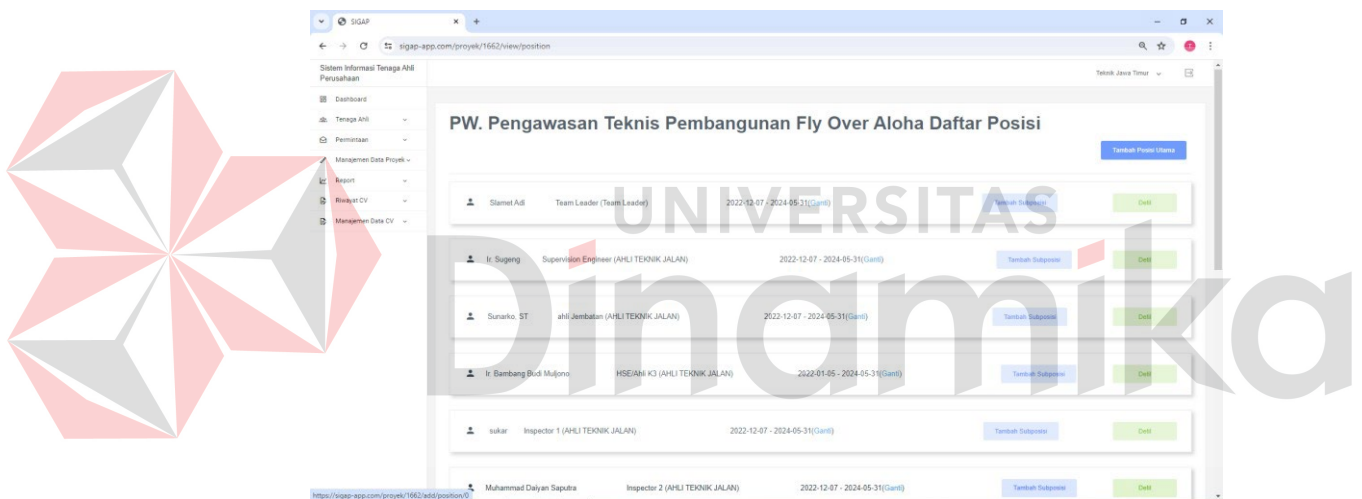 SIGAP
sigap-app.com/proyek/1662/view/position
Sistem Informasi Tenaga Ahli
Perusahaan
Teknik Jawa Timur
Dashboard
Tenaga Ahli
Permintaan
Manajemen Data Proyek
Report
Riwayat CV
Manajemen Data CV
PW. Pengawasan Teknis Pembangunan Fly Over Aloha Daftar Posisi
Tambah Posisi Utama
Slamet Adi Team Leader (Team Leader) 2022-12-07 - 2024-05-31(Ganti) Tambah Subposisi Detil
Ir. Sugeng Supervision Engineer (AHLI TEKNIK JALAN) 2022-12-07 - 2024-05-31(Ganti) Tambah Subposisi Detil
Sunarko, ST ahli Jembatan (AHLI TEKNIK JALAN) 2022-12-07 - 2024-05-31(Ganti) Tambah Subposisi Detil
Ir. Bambang Budi Muljono HSE/Ahli K3 (AHLI TEKNIK JALAN) 2022-01-05 - 2024-05-31(Ganti) Tambah Subposisi Detil
sukar Inspector 1 (AHLI TEKNIK JALAN) 2022-12-07 - 2024-05-31(Ganti) Tambah Subposisi Detil
Muhammad Daiyan Saputra Inspector 2 (AHLI TEKNIK JALAN) 2022-12-07 - 2024-05-31(Ganti) Tambah Subposisi Detil
https://sigap-app.com/proyek/1662/add/position/0
UNIVERSITAS
Dinamika